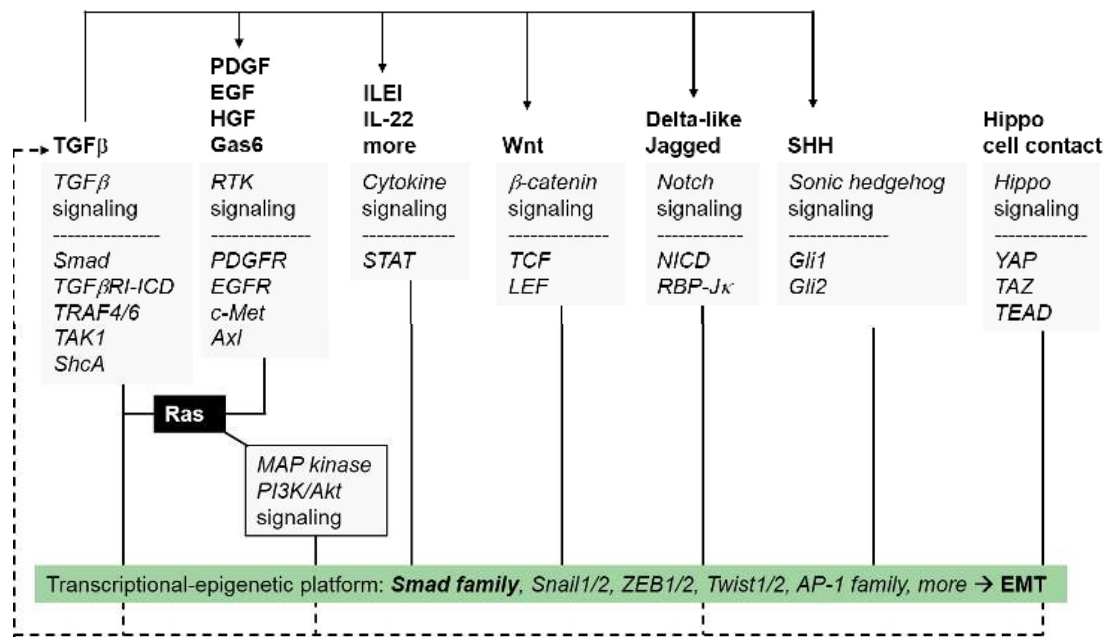 TGFβ
TGFβ
signaling
---------------
Smad
TGFβRI-ICD
TRAF4/6
TAK1
ShcA
PDGF
EGF
HGF
Gas6
RTK
signaling
--------------
PDGFR
EGFR
c-Met
Axl
ILEI
IL-22
more
Cytokine
signaling
-------------
STAT
Wnt
β-catenin
signaling
--------------
TCF
LEF
Delta-like
Jagged
Notch
signaling
------------
NICD
RBP-Jκ
SHH
Sonic hedgehog
signaling
--------------
Gli1
Gli2
Hippo
cell contact
Hippo
signaling
-------------
YAP
TAZ
TEAD
Ras
MAP kinase
PI3K/Akt
signaling
Transcriptional-epigenetic platform: Smad family, Snail1/2, ZEB1/2, Twist1/2, AP-1 family, more → EMT